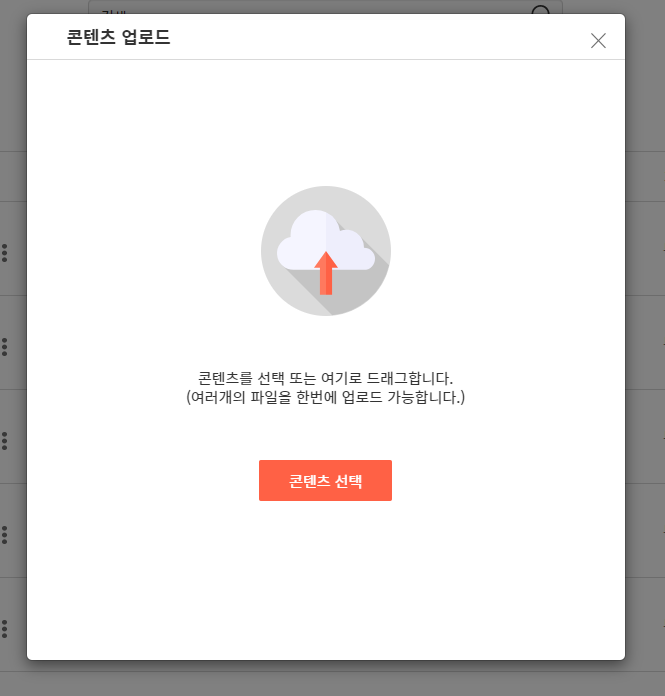 콘텐츠 업로드
콘텐츠를 선택 또는 여기로 드래그합니다.
(여러개의 파일을 한번에 업로드 가능합니다.)
콘텐츠 선택